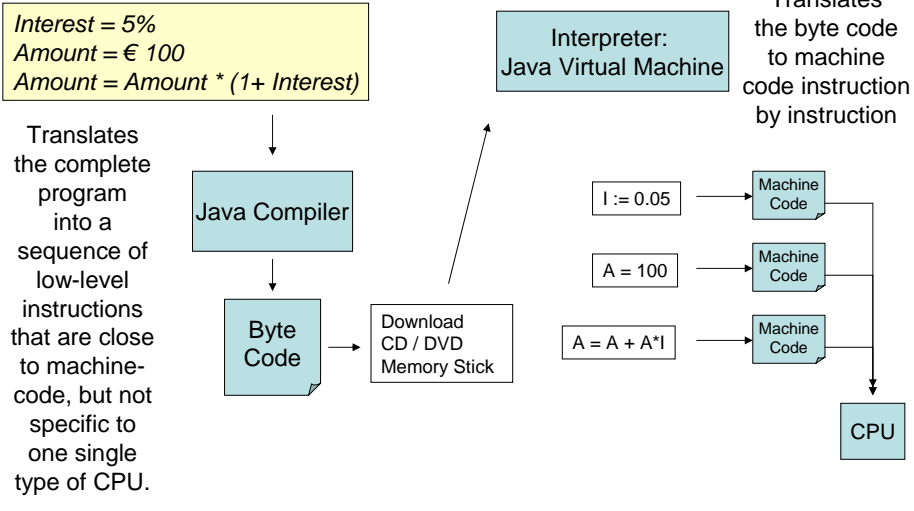 Interest = 5%
Amount = € 100
Amount = Amount * (1+ Interest)
Translates
the complete
program
into a
sequence of
low-level
instructions
that are close
to machine-
code, but not
specific to
one single
type of CPU.
Java Compiler
Byte
Code
Download
CD / DVD
Memory Stick
Interpreter:
Java Virtual Machine
Translates
the byte code
to machine
code instruction
by instruction
I := 0.05
Machine
Code
A = 100
Machine
Code
A = A + A*I
Machine
Code
CPU